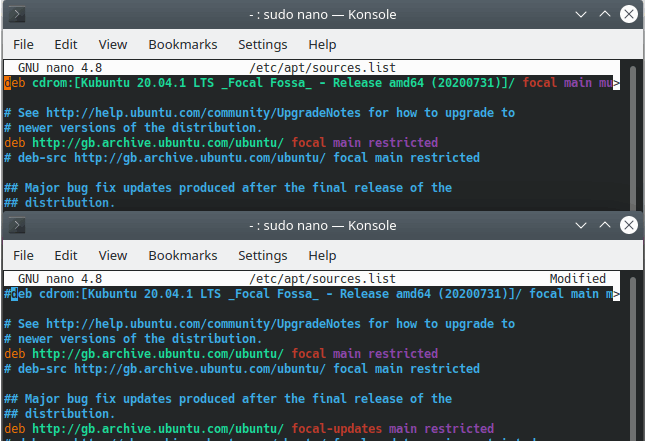 - : sudo nano — Konsole
File Edit View Bookmarks Settings Help
GNU nano 4.8 /etc/apt/sources.list
deb cdrom:[Kubuntu 20.04.1 LTS _Focal Fossa_ - Release amd64 (20200731)]/ focal main mu>
# See http://help.ubuntu.com/community/UpgradeNotes for how to upgrade to
# newer versions of the distribution.
deb http://gb.archive.ubuntu.com/ubuntu/ focal main restricted
# deb-src http://gb.archive.ubuntu.com/ubuntu/ focal main restricted
## Major bug fix updates produced after the final release of the
## distribution.
- : sudo nano — Konsole
File Edit View Bookmarks Settings Help
GNU nano 4.8 /etc/apt/sources.list Modified
#deb cdrom:[Kubuntu 20.04.1 LTS _Focal Fossa_ - Release amd64 (20200731)]/ focal main m>
# See http://help.ubuntu.com/community/UpgradeNotes for how to upgrade to
# newer versions of the distribution.
deb http://gb.archive.ubuntu.com/ubuntu/ focal main restricted
# deb-src http://gb.archive.ubuntu.com/ubuntu/ focal main restricted
## Major bug fix updates produced after the final release of the
## distribution.
deb http://gb.archive.ubuntu.com/ubuntu/ focal-updates main restricted